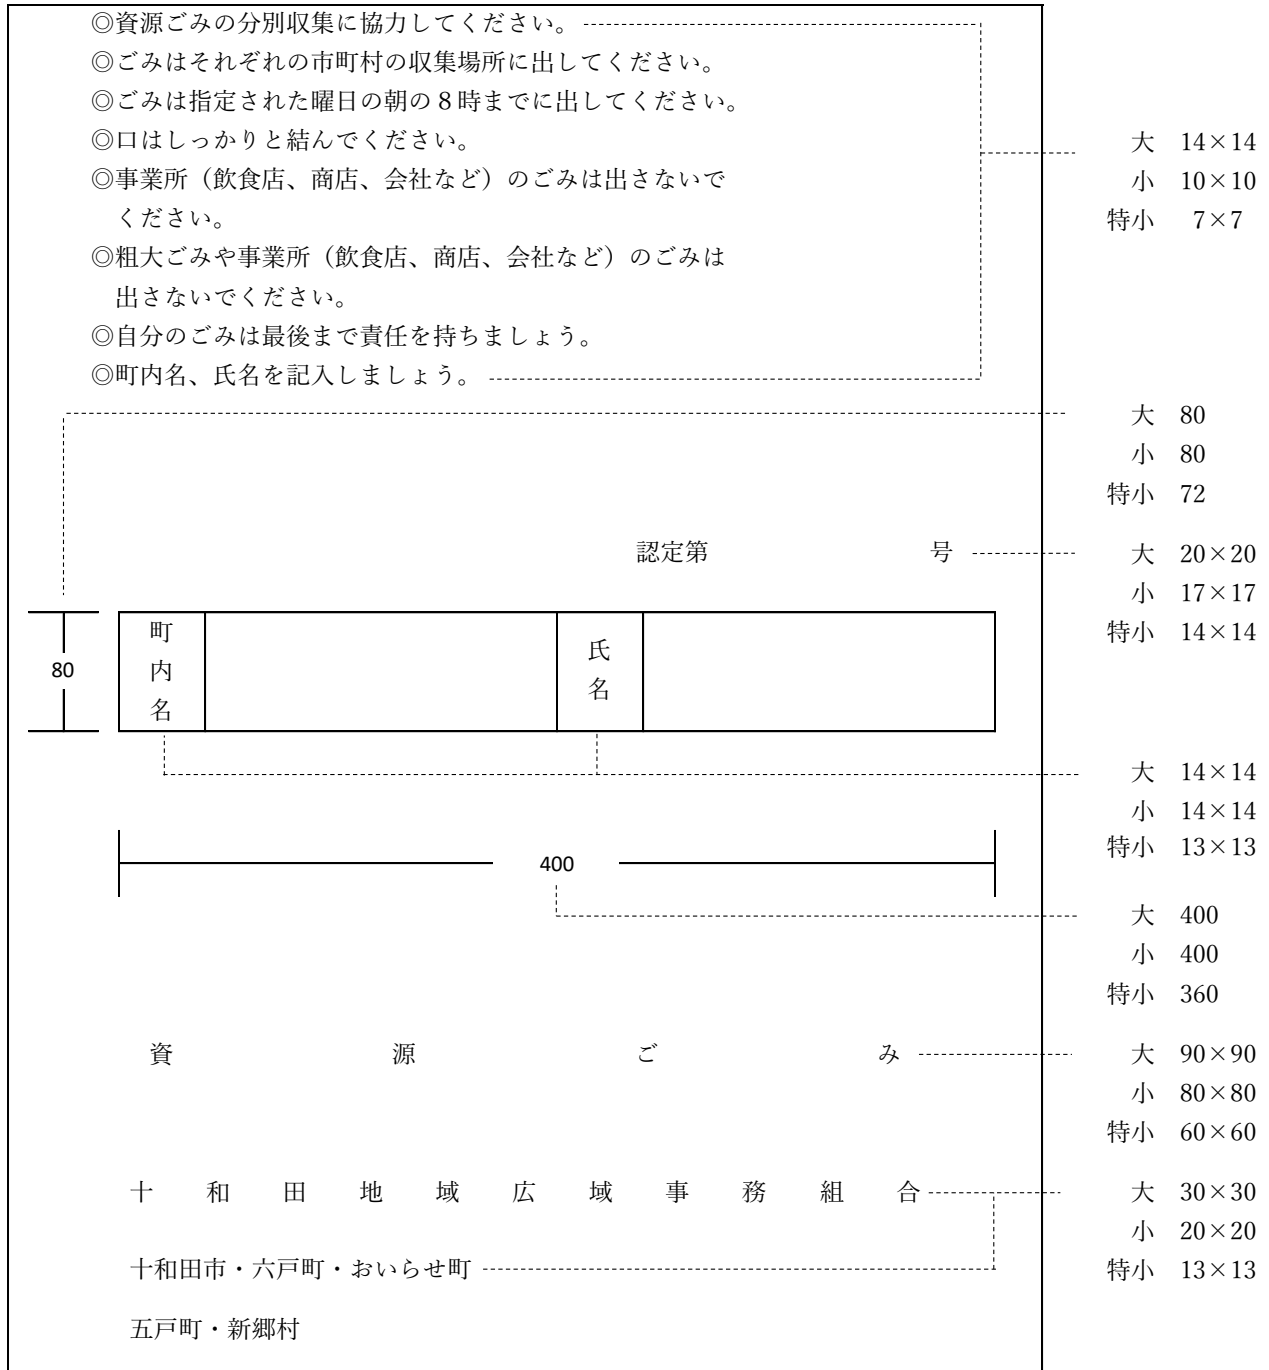 ◎資源ごみの分別収集に協力してください。
◎ごみはそれぞれの市町村の収集場所に出してください。
◎ごみは指定された曜日の朝の８時までに出してください。
◎口はしっかりと結んでください。
大 14×14
◎事業所（飲食店、商店、会社など）のごみは出さないで
小 10×10
ください。
特小 7×7
◎粗大ごみや事業所（飲食店、商店、会社など）のごみは
出さないでください。
◎自分のごみは最後まで責任を持ちましょう。
◎町内名、氏名を記入しましょう。
大 80
小 80
特小 72
認定第 号
大 20×20
小 17×17
特小 14×14
80
町内名
氏名
大 14×14
小 14×14
特小 13×13
400
大 400
小 400
特小 360
資 源 ご み
大 90×90
小 80×80
特小 60×60
十 和 田 地 域 広 域 事 務 組 合
大 30×30
小 20×20
十和田市・六戸町・おいらせ町
特小 13×13
五戸町・新郷村